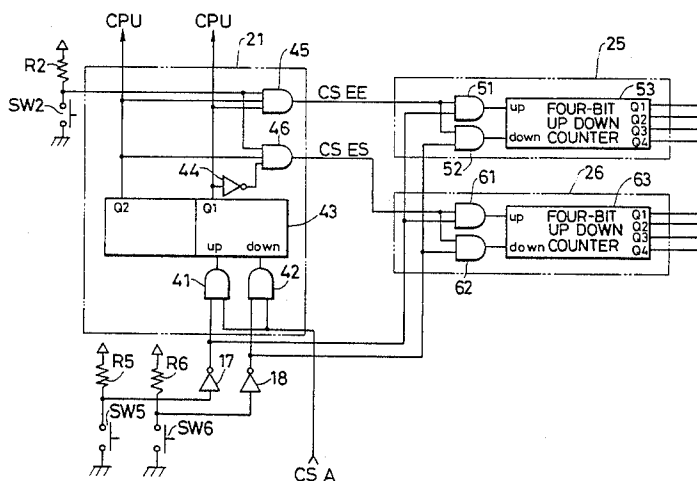 CPU
CPU
21
45
25
R2
CS EE
51
53
SW2
up
FOUR-BIT
UP DOWN
COUNTER
down
Q1
Q2
Q3
Q4
46
CS ES
52
26
44
61
63
Q2
Q1
43
up
FOUR-BIT
UP DOWN
COUNTER
down
Q1
Q2
Q3
Q4
up
down
62
41
42
R5
R6
17
18
SW5
SW6
CS A